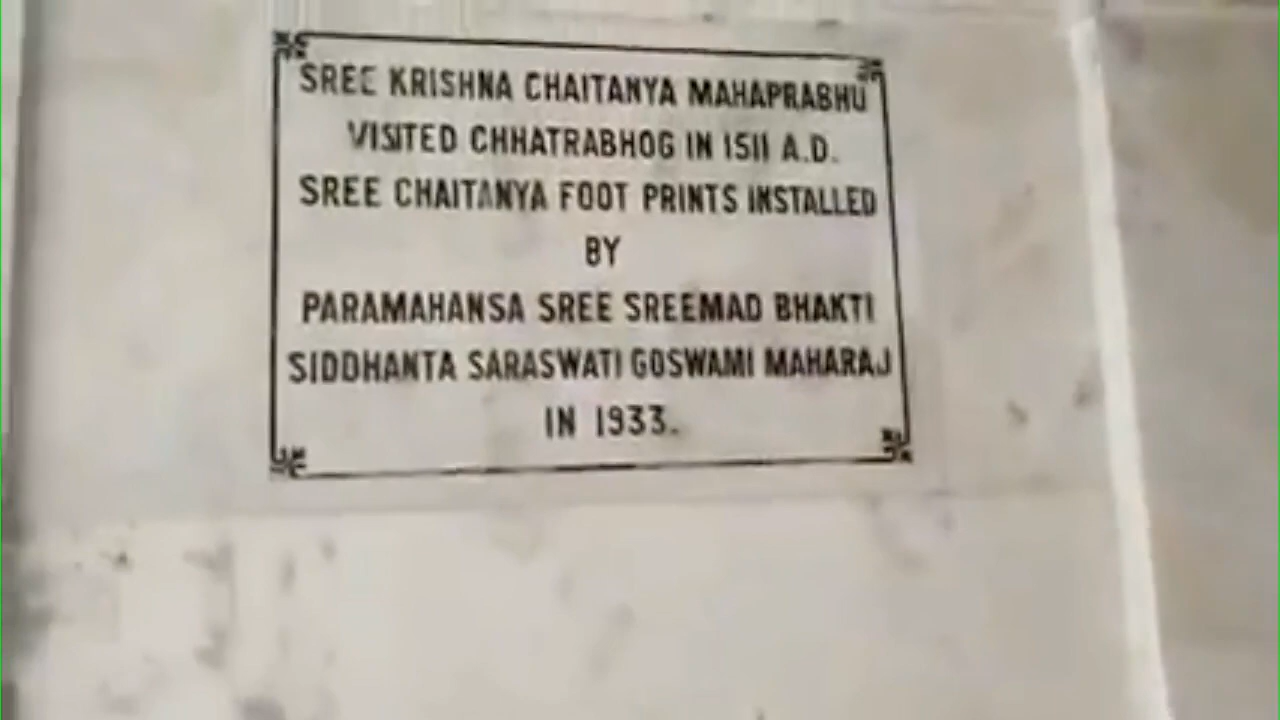 SREE KRISHNA CHAITANYA MAHAPRABHU
VISITED CHHATRABHOG IN 1511 A.D.
SREE CHAITANYA FOOT PRINTS INSTALLED
BY
PARAMAHANSA SREE SREEMAD BHAKTI
SIDDHANTA SARASWATI GOSWAMI MAHARAJ
IN 1933.